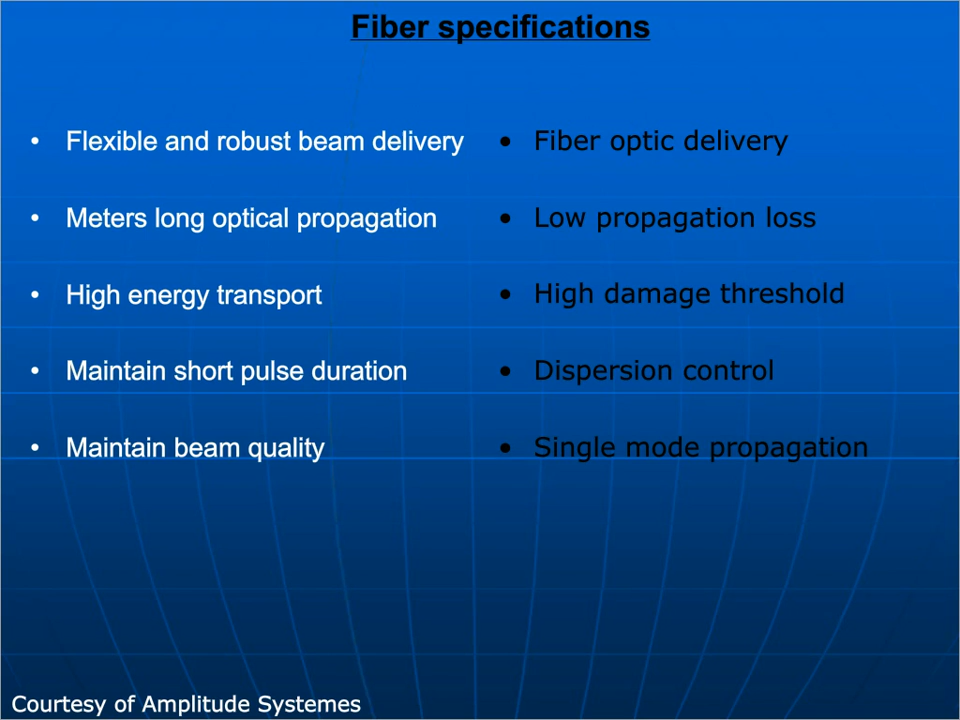 Fiber specifications
• Flexible and robust beam delivery
• Meters long optical propagation
• High energy transport
• Maintain short pulse duration
• Maintain beam quality
• Fiber optic delivery
• Low propagation loss
• High damage threshold
• Dispersion control
• Single mode propagation
Courtesy of Amplitude Systemes